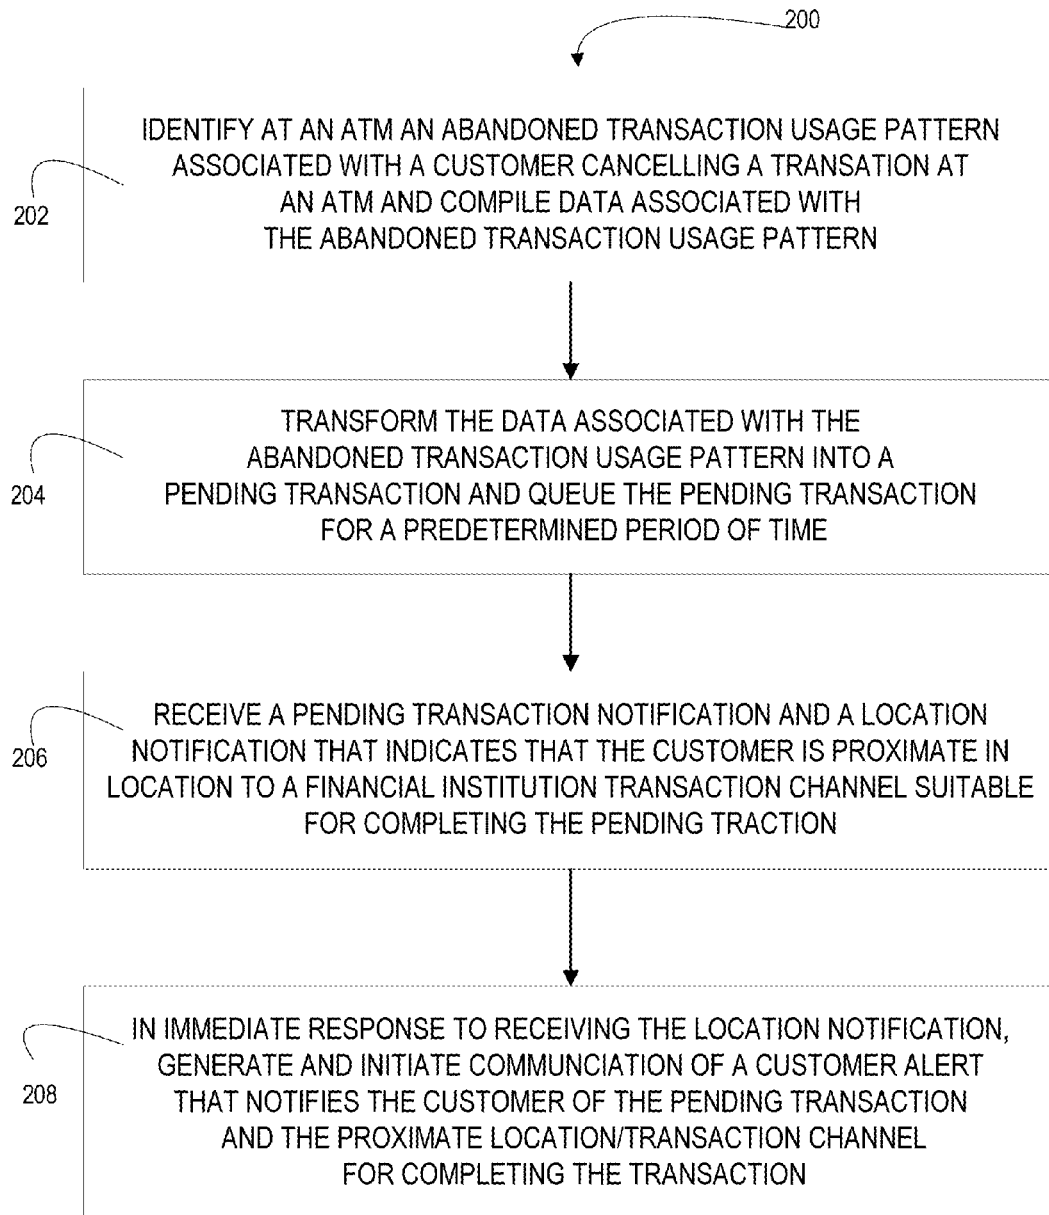 200
IDENTIFY AT AN ATM AN ABANDONED TRANSACTION USAGE PATTERN
ASSOCIATED WITH A CUSTOMER CANCELLING A TRANSATION AT
AN ATM AND COMPILE DATA ASSOCIATED WITH
THE ABANDONED TRANSACTION USAGE PATTERN
202
TRANSFORM THE DATA ASSOCIATED WITH THE
ABANDONED TRANSACTION USAGE PATTERN INTO A
PENDING TRANSACTION AND QUEUE THE PENDING TRANSACTION
FOR A PREDETERMINED PERIOD OF TIME
204
RECEIVE A PENDING TRANSACTION NOTIFICATION AND A LOCATION
NOTIFICATION THAT INDICATES THAT THE CUSTOMER IS PROXIMATE IN
LOCATION TO A FINANCIAL INSTITUTION TRANSACTION CHANNEL SUITABLE
FOR COMPLETING THE PENDING TRACTION
206
IN IMMEDIATE RESPONSE TO RECEIVING THE LOCATION NOTIFICATION,
GENERATE AND INITIATE COMMUNCIATION OF A CUSTOMER ALERT
THAT NOTIFIES THE CUSTOMER OF THE PENDING TRANSACTION
AND THE PROXIMATE LOCATION/TRANSACTION CHANNEL
FOR COMPLETING THE TRANSACTION
208